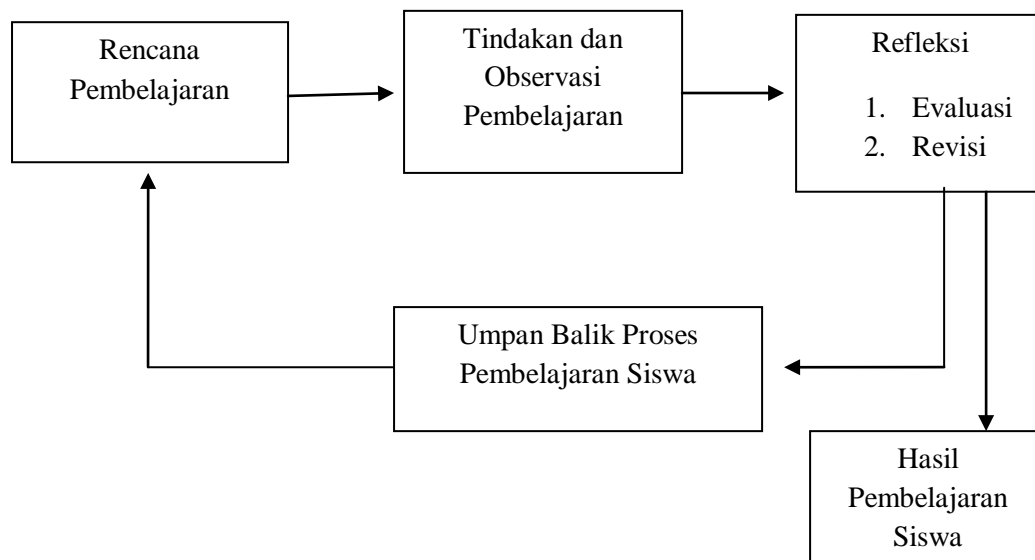 Rencana
Pembelajaran
Tindakan dan
Observasi
Pembelajaran
Refleksi
1. Evaluasi
2. Revisi
Umpan Balik Proses
Pembelajaran Siswa
Hasil
Pembelajaran
Siswa